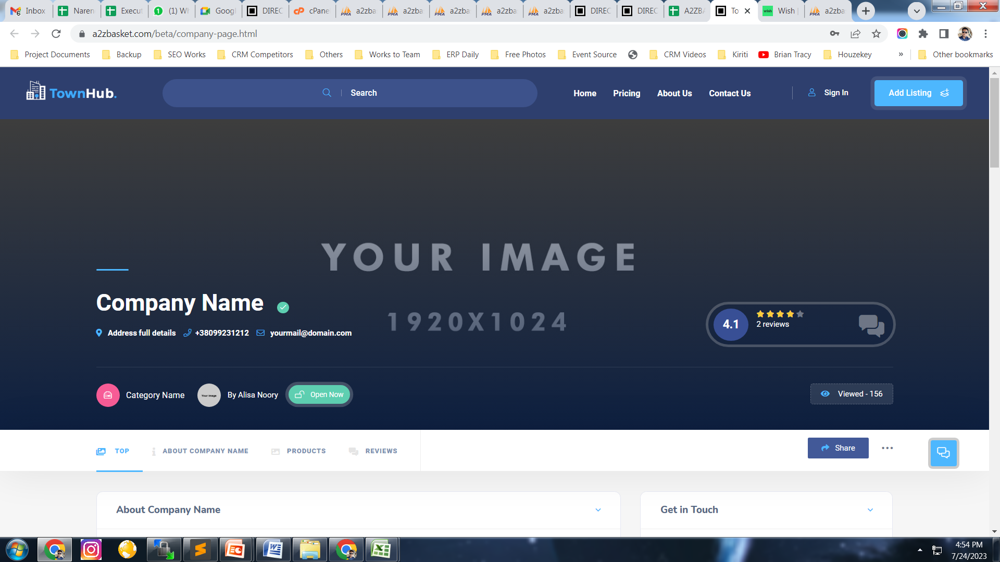 Inbox Naren Execut (1) Wh Googl DIREC cPane a2zba a2zba a2zba a2zba a2zba DIREC DIREC A2ZBA To Wish a2zba
a2zbasket.com/beta/company-page.html
Project Documents Backup SEO Works CRM Competitors Others Works to Team ERP Daily Free Photos Event Source CRM Videos Kiriti Brian Tracy Houzekey » Other bookmarks
TownHub. Search Home Pricing About Us Contact Us Sign In Add Listing
YOUR IMAGE
1920X1024
Company Name
Address full details +38099231212 yourmail@domain.com
4.1
2 reviews
Category Name Your Image By Alisa Noory Open Now Viewed - 156
TOP ABOUT COMPANY NAME PRODUCTS REVIEWS Share
About Company Name Get in Touch
4:54 PM
7/24/2023